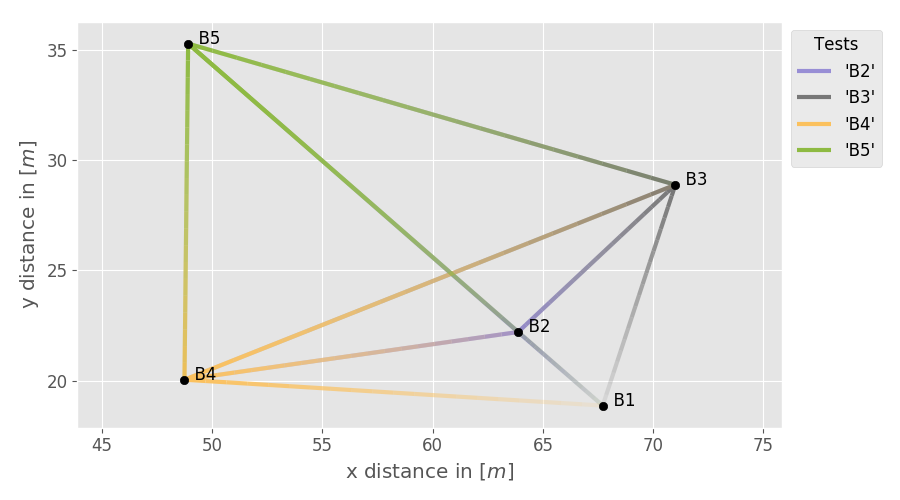 B5
B3
B2
B4
B1
35
30
25
20
45 50 55 60 65 70 75
x distance in [m]
y distance in [m]
Tests
'B2'
'B3'
'B4'
'B5'